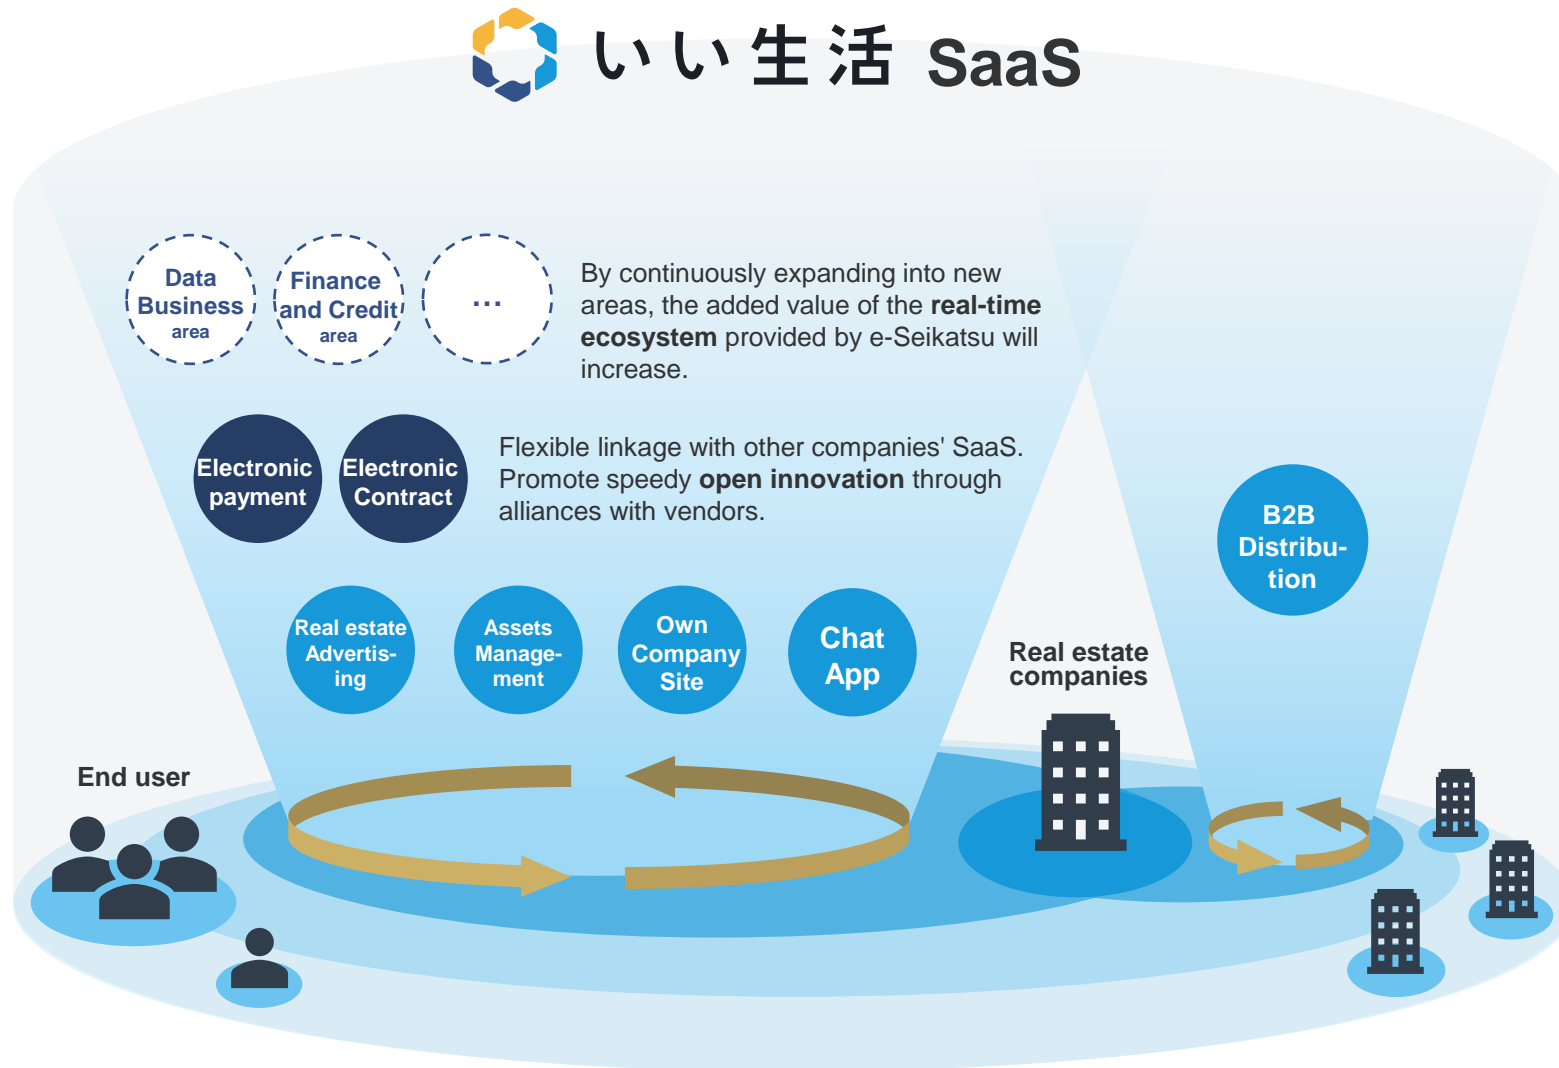 いい生活 SaaS
Data
Business
area
Finance
and Credit
area
...
By continuously expanding into new
areas, the added value of the real-time
ecosystem provided by e-Seikatsu will
increase.
Electronic
payment
Electronic
Contract
Flexible linkage with other companies' SaaS.
Promote speedy open innovation through
alliances with vendors.
B2B
Distribu-
tion
Real estate
Advertis-
ing
Assets
Manage-
ment
Own
Company
Site
Chat
App
Real estate
companies
End user